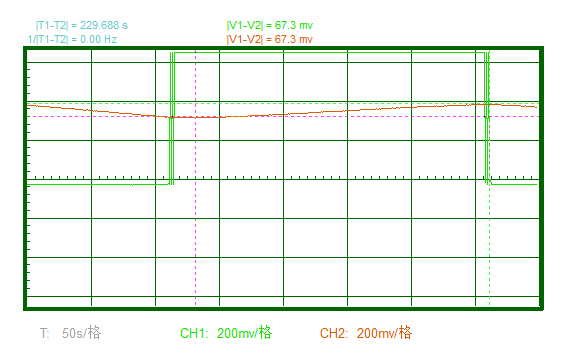 |T1-T2| = 229.688 s |V1-V2| = 67.3 mv
1/|T1-T2| = 0.00 Hz |V1-V2| = 67.3 mv
T: 50s/格 CH1: 200mv/格 CH2: 200mv/格